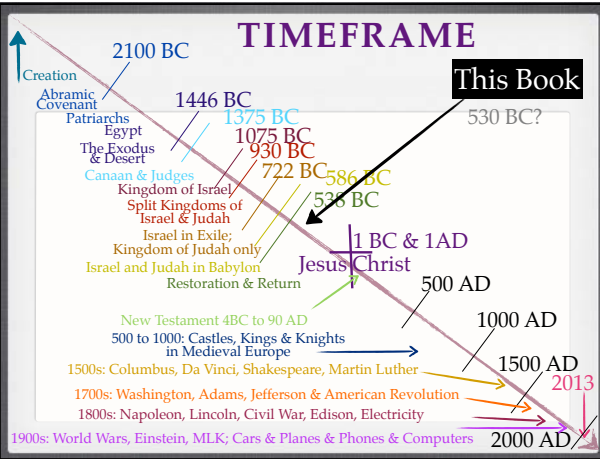 TIMEFRAME
2100 BC
Creation
This Book
Abramic
Covenant
1446 BC
530 BC?
Patriarchs
1375 BC
Egypt
1075 BC
The Exodus
& Desert
930 BC
Canaan & Judges
722 BC
586 BC
Kingdom of Israel
538 BC
Split Kingdoms of
Israel & Judah
Israel in Exile;
Kingdom of Judah only
1 BC & 1AD
Israel and Judah in Babylon
Jesus Christ
Restoration & Return
500 AD
New Testament 4BC to 90 AD
1000 AD
500 to 1000: Castles, Kings & Knights
in Medieval Europe
1500 AD
1500s: Columbus, Da Vinci, Shakespeare, Martin Luther
2013
1700s: Washington, Adams, Jefferson & American Revolution
1800s: Napoleon, Lincoln, Civil War, Edison, Electricity
1900s: World Wars, Einstein, MLK; Cars & Planes & Phones & Computers
2000 AD